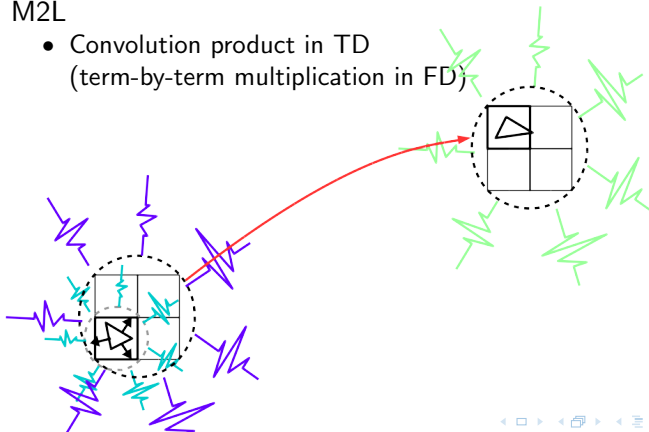 M2L
• Convolution product in TD
(term-by-term multiplication in FD)